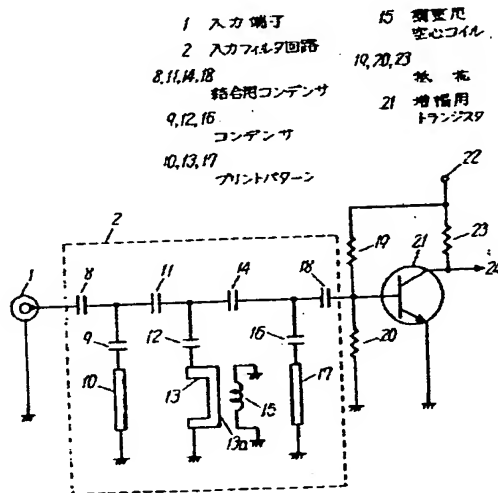 1 入力端子
2 入力フィルタ回路
8,11,14,18
結合用コンデンサ
9,12,16
コンデンサ
10,13,17
プリントパターン
15 調整用
空心コイル
19,20,23
抵抗
21 増幅用
トランジスタ
22
2
1
8
11
14
18
19
21
23
24
9
12
16
20
10
13
15
17
13a